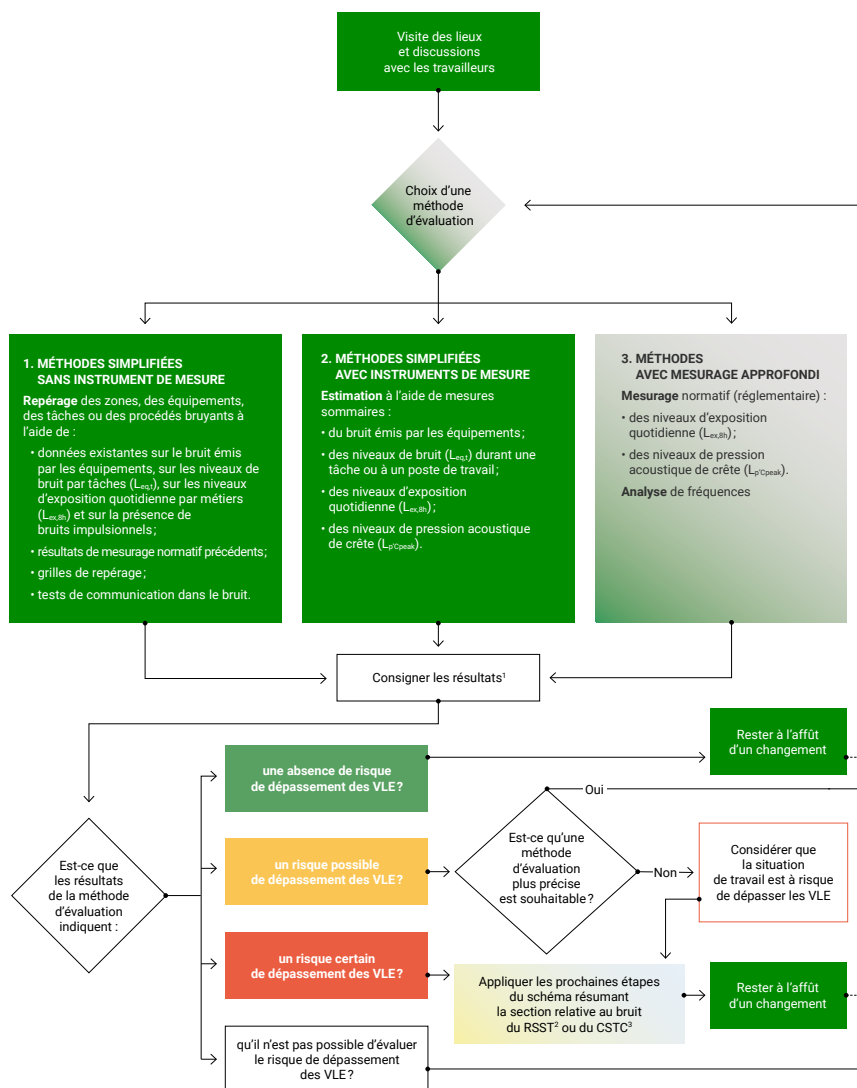 Visite des lieux
et discussions
avec les travailleurs
Choix d'une
méthode
d'évaluation
1. MÉTHODES SIMPLIFIÉES
SANS INSTRUMENT DE MESURE
Repérage des zones, des équipements,
des tâches ou des procédés bruyants à
l'aide de :
• données existantes sur le bruit émis
par les équipements, sur les niveaux de
bruit par tâches (Leq,t), sur les niveaux
d'exposition quotidienne par métiers
(Lex,8h) et sur la présence de
bruits impulsionnels;
• résultats de mesurage normatif précédents;
• grilles de repérage;
• tests de communication dans le bruit.
2. MÉTHODES SIMPLIFIÉES
AVEC INSTRUMENTS DE MESURE
Estimation à l'aide de mesures
sommaires :
• du bruit émis par les équipements;
• des niveaux de bruit (Leq,t) durant une
tâche ou à un poste de travail;
• des niveaux d'exposition
quotidienne (Lex,8h);
• des niveaux de pression acoustique
de crête (Lp'Cpeak).
3. MÉTHODES
AVEC MESURAGE APPROFONDI
Mesurage normatif (réglementaire) :
• des niveaux d'exposition
quotidienne (Lex,8h);
• des niveaux de pression
acoustique de crête (Lp'Cpeak).
Analyse de fréquences
Consigner les résultats¹
Est-ce que
les résultats
de la méthode
d'évaluation
indiquent :
une absence de risque
de dépassement des VLE?
Rester à l'affût
d'un changement
un risque possible
de dépassement des VLE?
Est-ce qu'une
méthode
d'évaluation
plus précise
est souhaitable?
Oui
Non
Considérer que
la situation
de travail est à risque
de dépasser les VLE
un risque certain
de dépassement des VLE?
Appliquer les prochaines étapes
du schéma résumant
la section relative au bruit
du RSST² ou du CSTC³
Rester à l'affût
d'un changement
qu'il n'est pas possible d'évaluer
le risque de dépassement
des VLE?